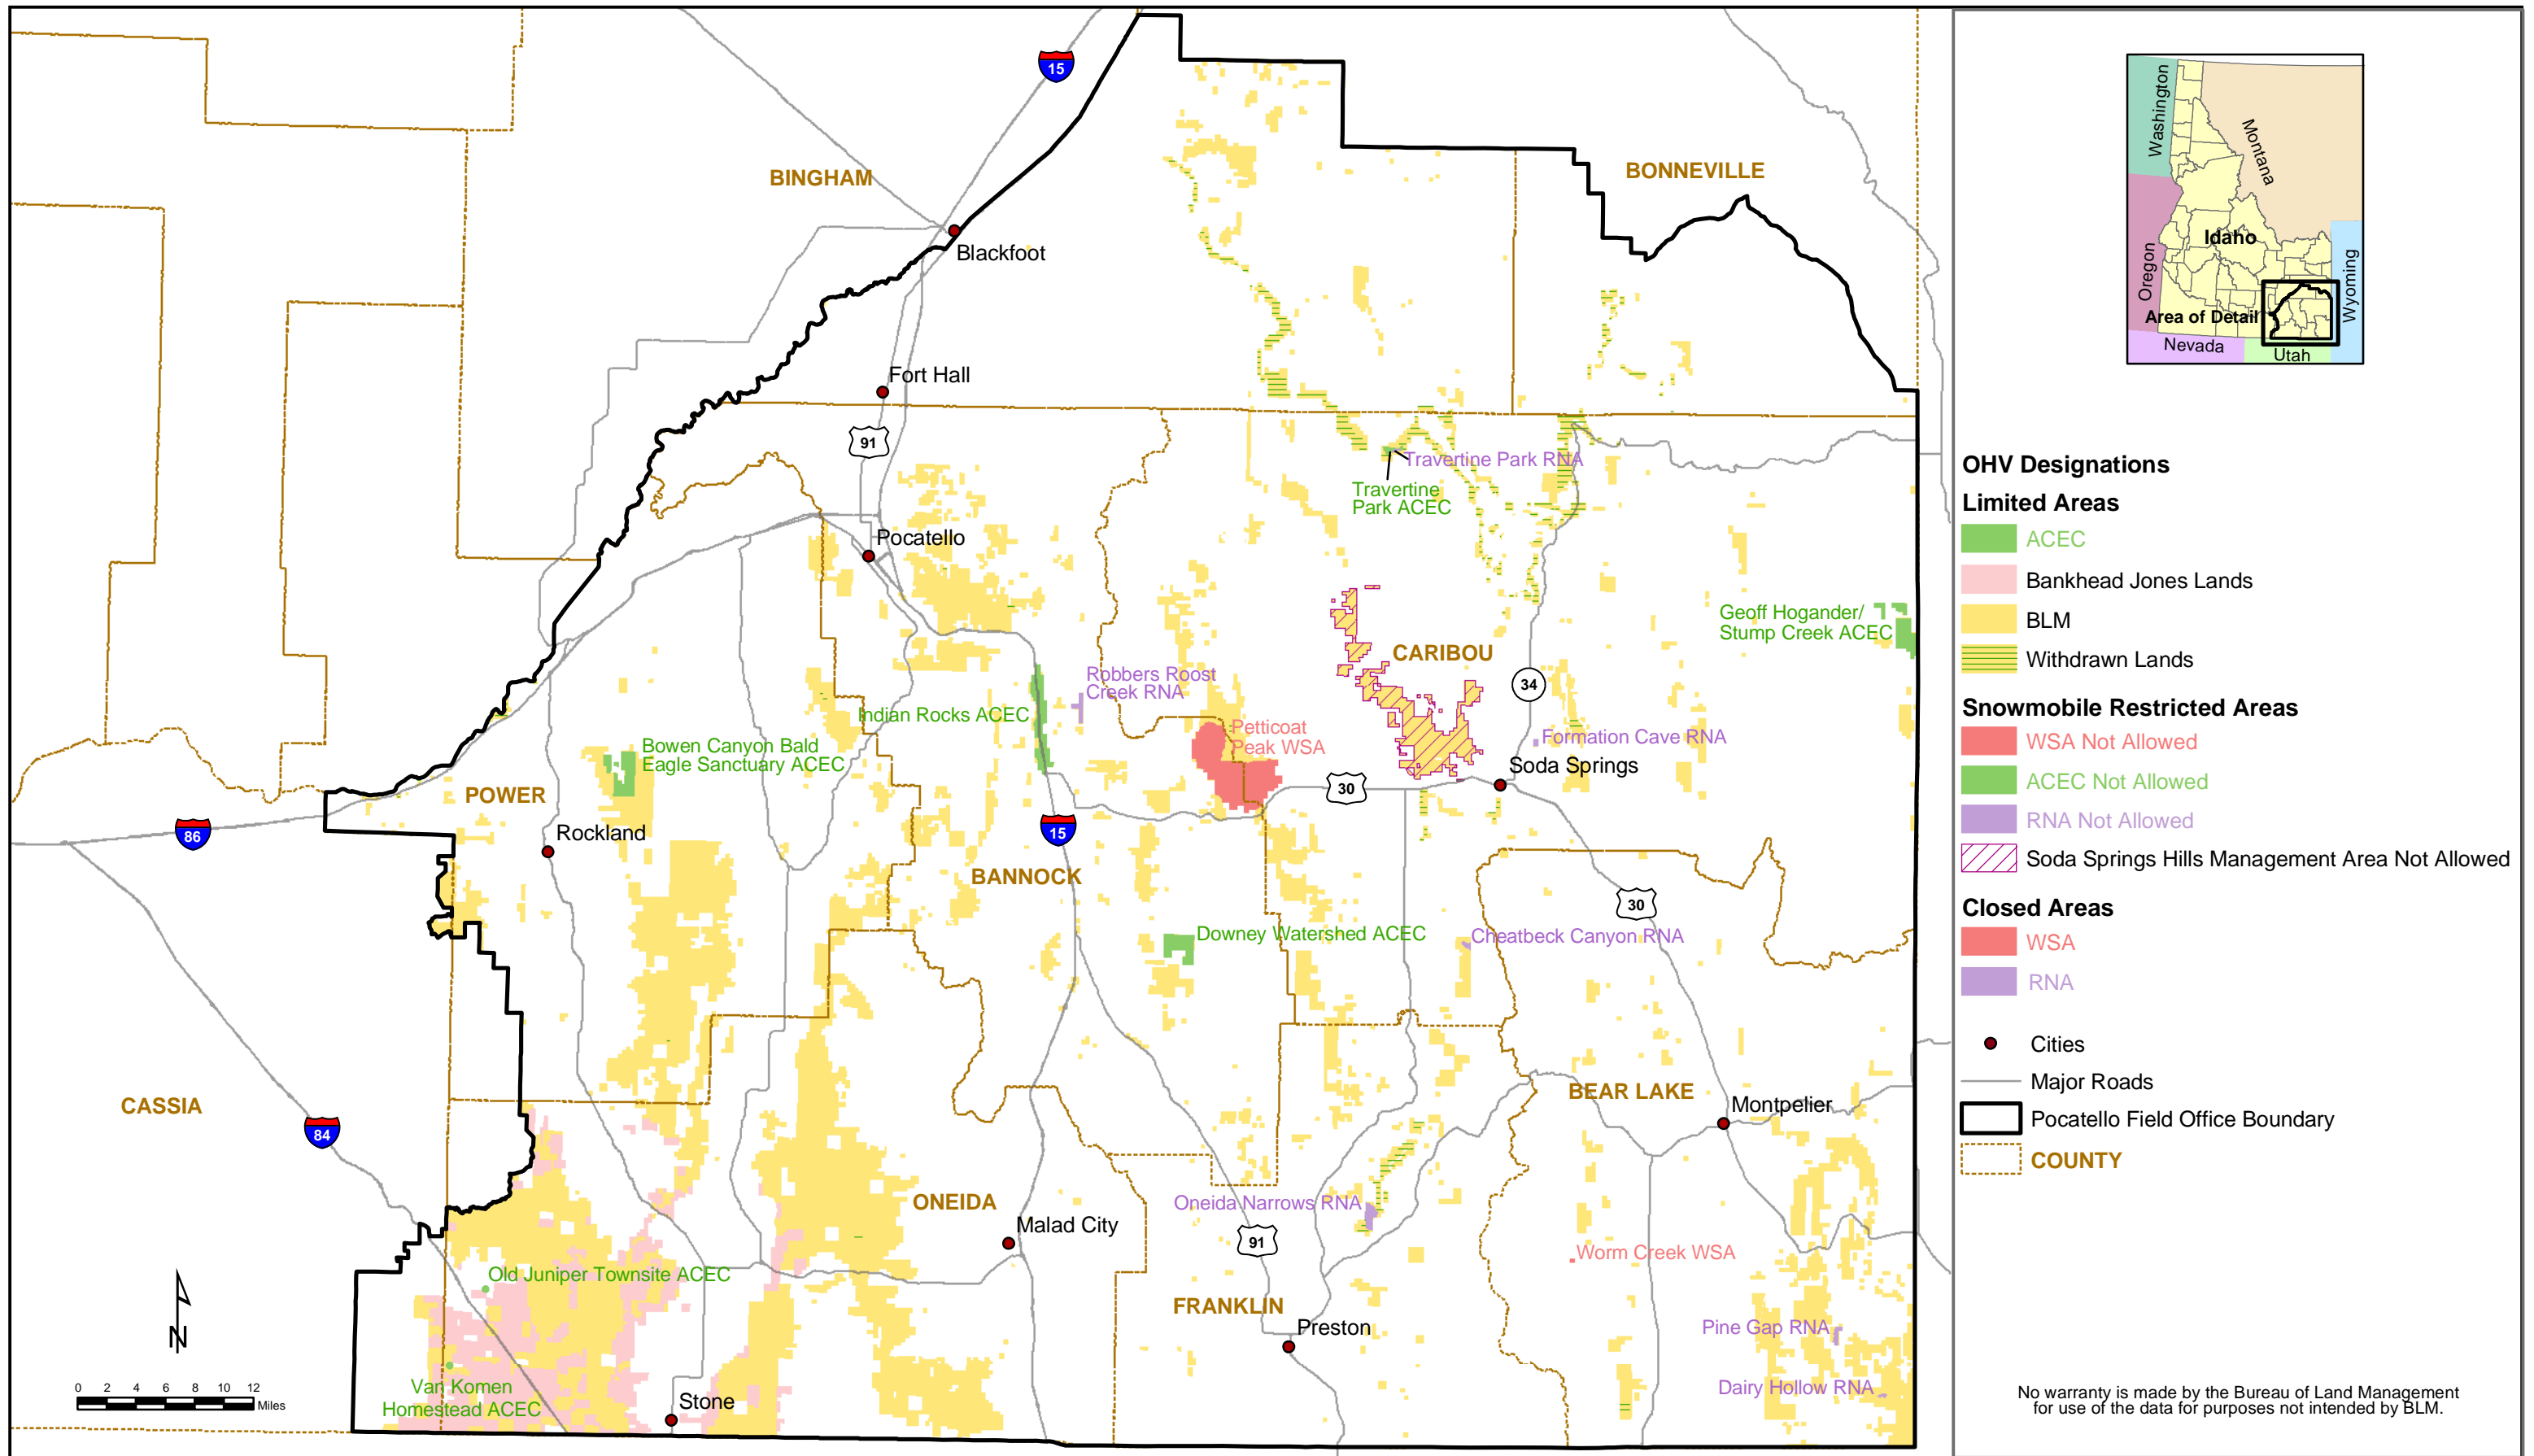 15
BINGHAM
BONNEVILLE
Blackfoot
Fort Hall
91
Travertine Park RNA
Travertine
Park ACEC
Pocatello
Geoff Hogander/
Stump Creek ACEC
CARIBOU
Robbers Roost
Creek RNA
34
Indian Rocks ACEC
Petticoat
Peak WSA
Formation Cave RNA
Bowen Canyon Bald
Eagle Sanctuary ACEC
Soda Springs
POWER
30
86
Rockland
15
BANNOCK
30
Downey Watershed ACEC
Cheatbeck Canyon RNA
CASSIA
84
BEAR LAKE
Montpelier
ONEIDA
Oneida Narrows RNA
Malad City
91
Worm Creek WSA
Old Juniper Townsite ACEC
FRANKLIN
Preston
Pine Gap RNA
N
Van Komen
Homestead ACEC
Dairy Hollow RNA
Stone
0 2 4 6 8 10 12
Miles
Washington
Montana
Idaho
Oregon
Wyoming
Area of Detail
Nevada
Utah
OHV Designations
Limited Areas
ACEC
Bankhead Jones Lands
BLM
Withdrawn Lands
Snowmobile Restricted Areas
WSA Not Allowed
ACEC Not Allowed
RNA Not Allowed
Soda Springs Hills Management Area Not Allowed
Closed Areas
WSA
RNA
Cities
Major Roads
Pocatello Field Office Boundary
COUNTY
No warranty is made by the Bureau of Land Management
for use of the data for purposes not intended by BLM.